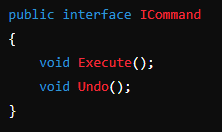 public interface ICommand
{
    void Execute();
    void Undo();
}